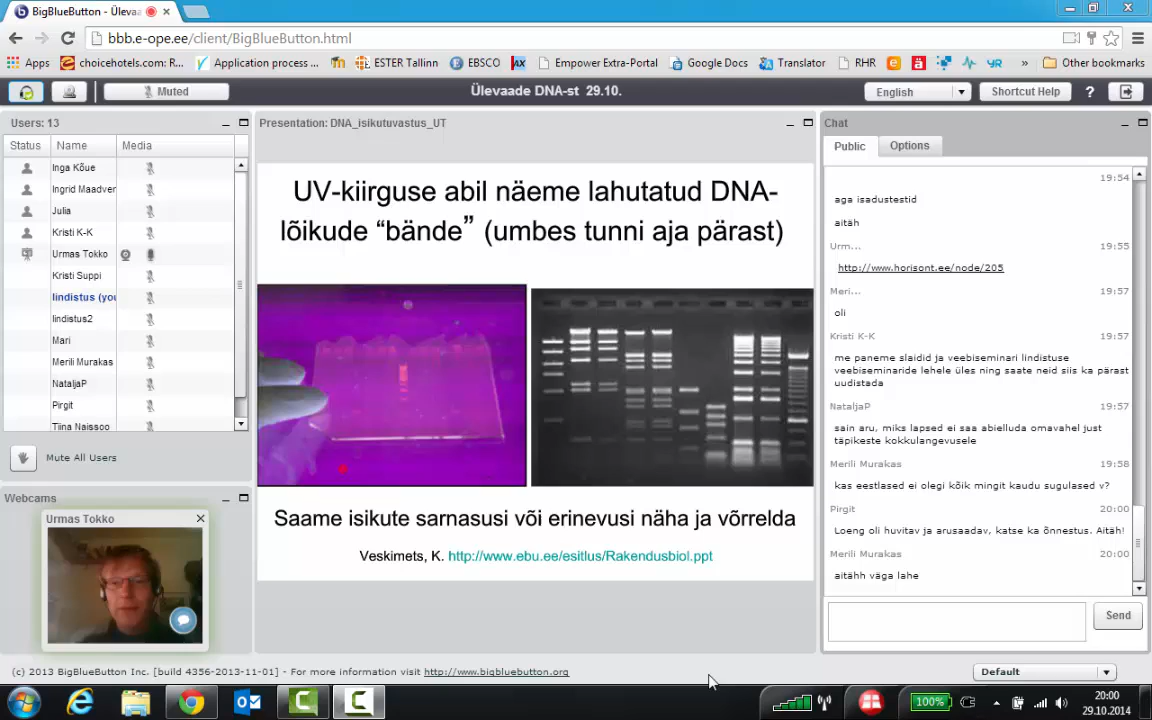 BigBlueButton - Ülevaa
bbb.e-ope.ee/client/BigBlueButton.html
Apps
choicehotels.com: R...
Application process ...
ESTER Tallinn
EBSCO
Empower Extra-Portal
Google Docs
Translator
RHR
»
Other bookmarks
Muted
Ülevaade DNA-st 29.10.
English
Shortcut Help
?
Users: 13
Status Name Media
Inga Kõue
Ingrid Maadver
Julia
Kristi K-K
Urmas Tokko
Kristi Suppi
lindistus (you
lindistus2
Mari
Merili Murakas
NataljaP
Pirgit
Tiina Naissoo
Mute All Users
Webcams
Urmas Tokko
Presentation: DNA_isikutuvastus_UT
UV-kiirguse abil näeme lahutatud DNA-
lõikude “bände” (umbes tunni aja pärast)
Saame isikute sarnasusi või erinevusi näha ja võrrelda
Veskimets, K. http://www.ebu.ee/esitlus/Rakendusbiol.ppt
Chat
Public Options
19:54
aga isadustestid
aitäh
Urm... 19:55
http://www.horisont.ee/node/205
Meri... 19:57
oli
Kristi K-K 19:57
me paneme slaidid ja veebiseminari lindistuse
veebiseminaride lehele üles ning saate neid siis ka pärast
uudistada
NataljaP 19:57
sain aru, miks lapsed ei saa abielluda omavahel just
täpikeste kokkulangevusele
Merili Murakas 19:58
kas eestlased ei olegi kõik mingit kaudu sugulased v?
Pirgit 20:00
Loeng oli huvitav ja arusaadav, katse ka õnnestus. Aitäh!
Merili Murakas 20:00
aitähh väga lahe
Send
(c) 2013 BigBlueButton Inc. [build 4356-2013-11-01] - For more information visit http://www.bigbluebutton.org
Default
100%
20:00
29.10.2014